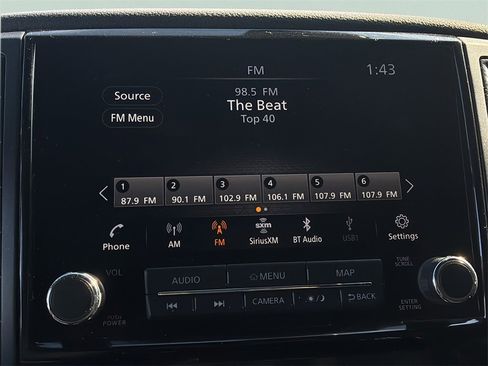 FM 1:43
Source
98.5 FM
The Beat
FM Menu
Top 40
1 2 3 4 5 6
87.9 FM 90.1 FM 102.9 FM 106.1 FM 107.9 FM 107.9 FM
Phone AM FM sxm SiriusXM BT Audio USB1 Settings
VOL AUDIO MENU MAP TUNE SCROLL
PUSH POWER CAMERA BACK ENTER SETTING